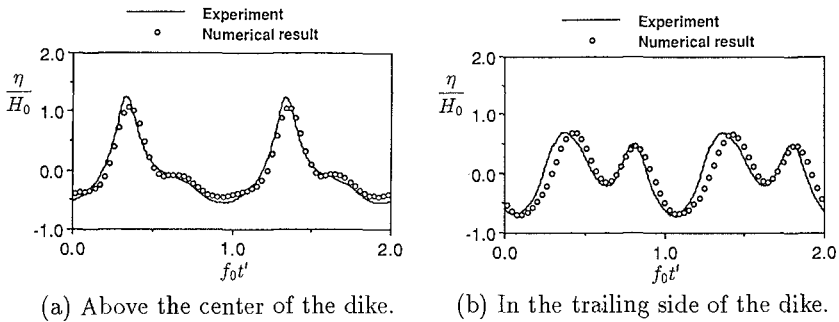 Experiment
Numerical result
η/H₀
2.0
1.0
0.0
-1.0
0.0
1.0
2.0
f₀t'
(a) Above the center of the dike.
Experiment
Numerical result
η/H₀
2.0
1.0
0.0
-1.0
0.0
1.0
2.0
f₀t'
(b) In the trailing side of the dike.